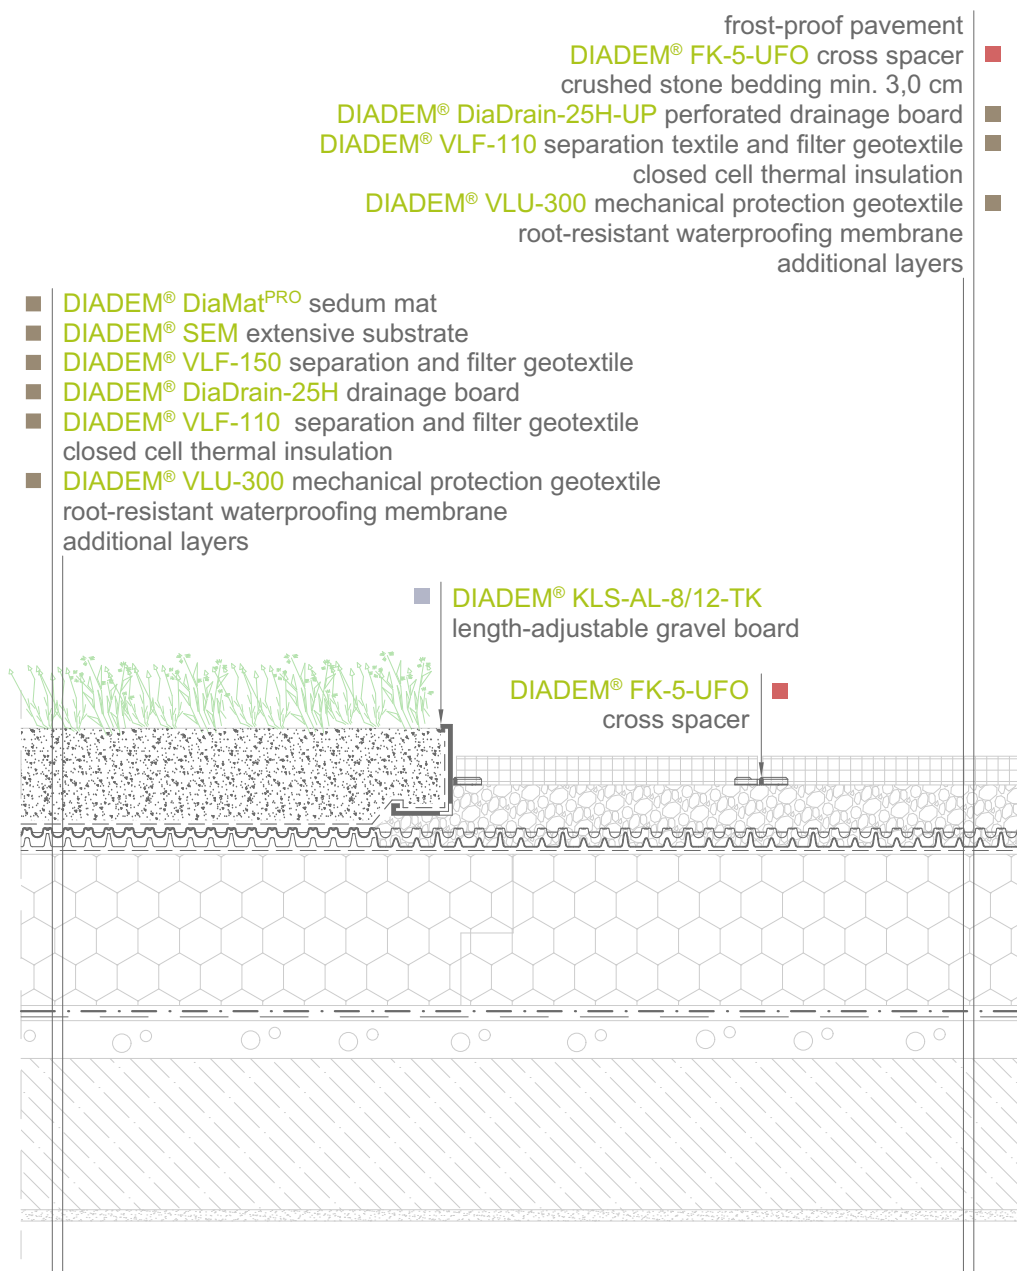 frost-proof pavement
DIADEM® FK-5-UFO cross spacer
crushed stone bedding min. 3,0 cm
DIADEM® DiaDrain-25H-UP perforated drainage board
DIADEM® VLF-110 separation textile and filter geotextile
closed cell thermal insulation
DIADEM® VLU-300 mechanical protection geotextile
root-resistant waterproofing membrane
additional layers
DIADEM® DiaMatPRO sedum mat
DIADEM® SEM extensive substrate
DIADEM® VLF-150 separation and filter geotextile
DIADEM® DiaDrain-25H drainage board
DIADEM® VLF-110 separation and filter geotextile
closed cell thermal insulation
DIADEM® VLU-300 mechanical protection geotextile
root-resistant waterproofing membrane
additional layers
DIADEM® KLS-AL-8/12-TK
length-adjustable gravel board
DIADEM® FK-5-UFO
cross spacer